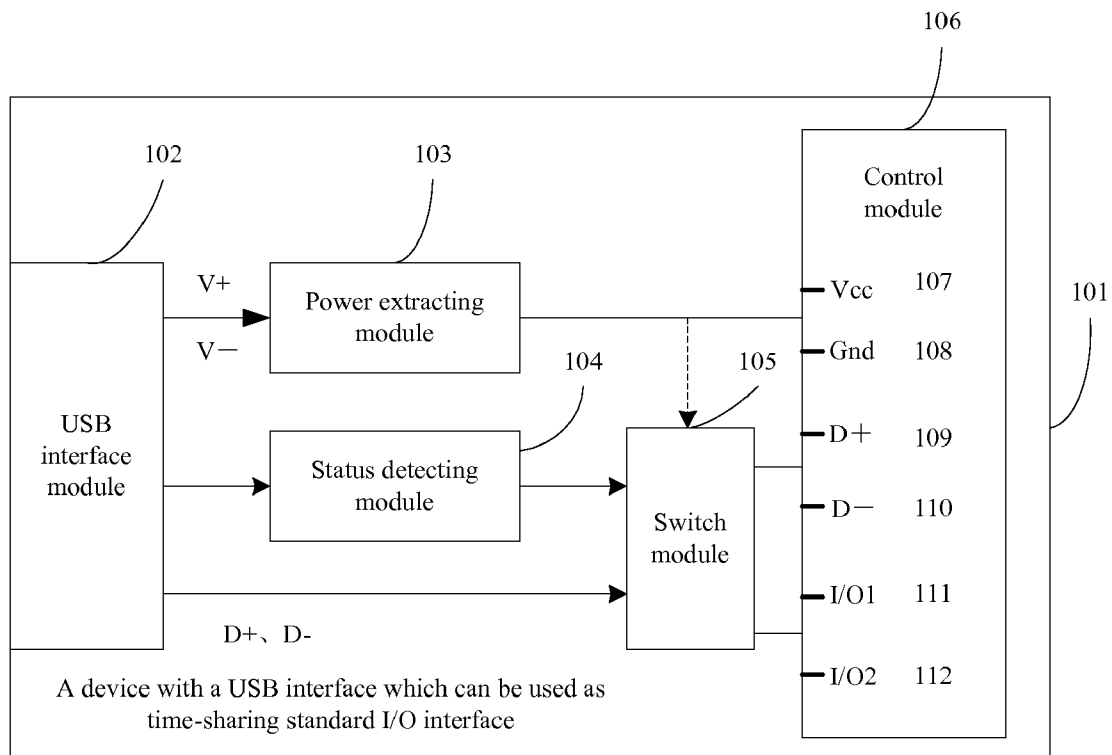 106
102
103
Control
module
V+
Power extracting
module
V—
Vcc 107
101
Gnd 108
104
105
USB
interface
module
D+ 109
Status detecting
module
D— 110
Switch
module
I/O1 111
D+、D-
I/O2 112
A device with a USB interface which can be used as
time-sharing standard I/O interface